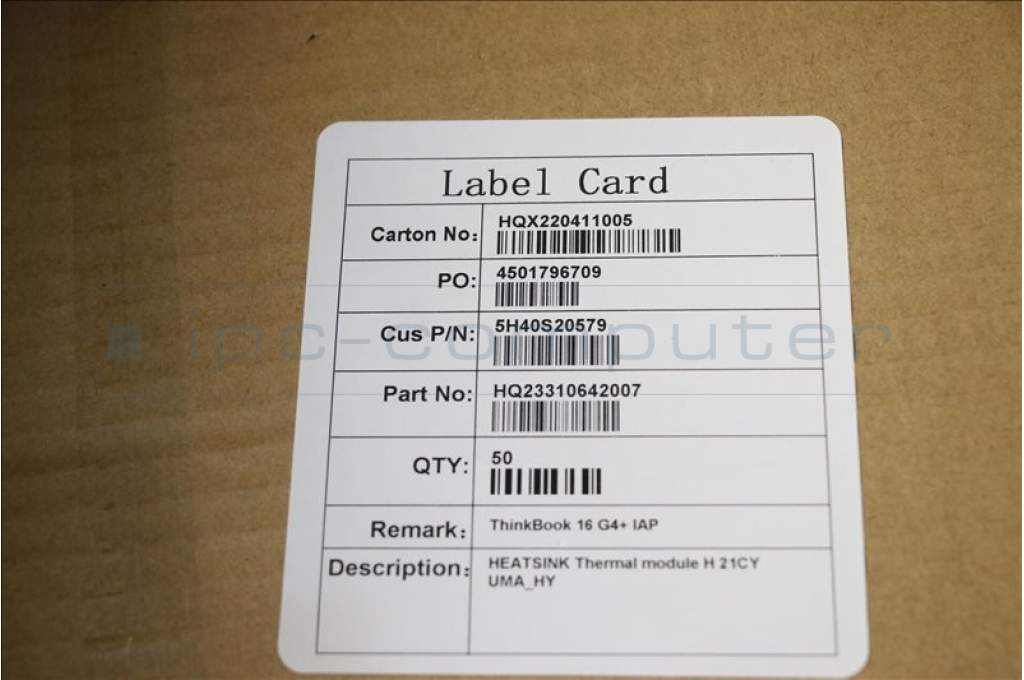 Label Card
Carton No: HQX220411005
PO: 4501796709
Cus P/N: 5H40S20579
Part No: HQ23310642007
QTY: 50
Remark: ThinkBook 16 G4+ IAP
Description: HEATSINK Thermal module H 21CY
UMA_HY
ipc-computer